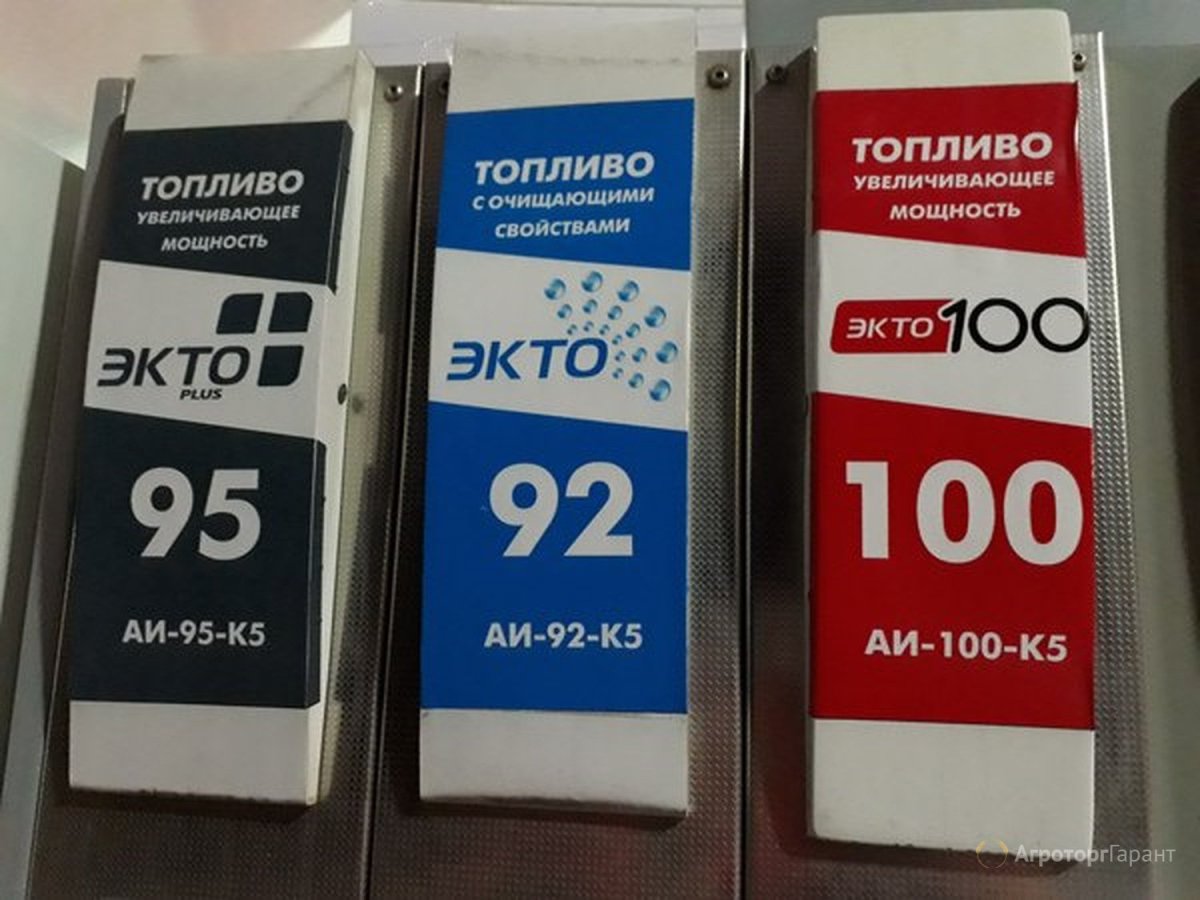 ТОПЛИВО
УВЕЛИЧИВАЮЩЕЕ
МОЩНОСТЬ
ЭКТО
PLUS
95
АИ-95-К5
ТОПЛИВО
С ОЧИЩАЮЩИМИ
СВОЙСТВАМИ
ЭКТО
92
АИ-92-К5
ТОПЛИВО
УВЕЛИЧИВАЮЩЕЕ
МОЩНОСТЬ
ЭКТО100
100
АИ-100-К5
АгроторгГарант